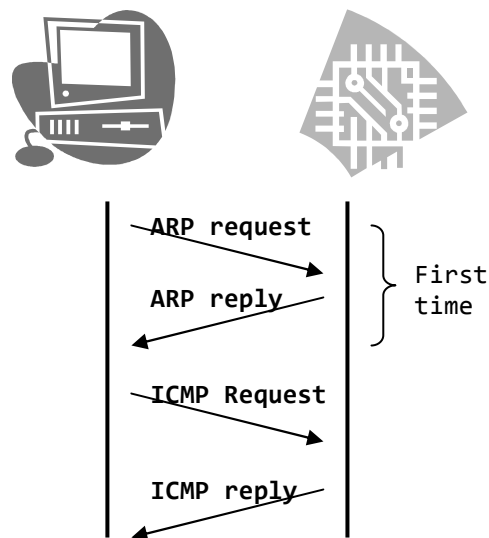 ARP request
ARP reply
First
time
ICMP Request
ICMP reply